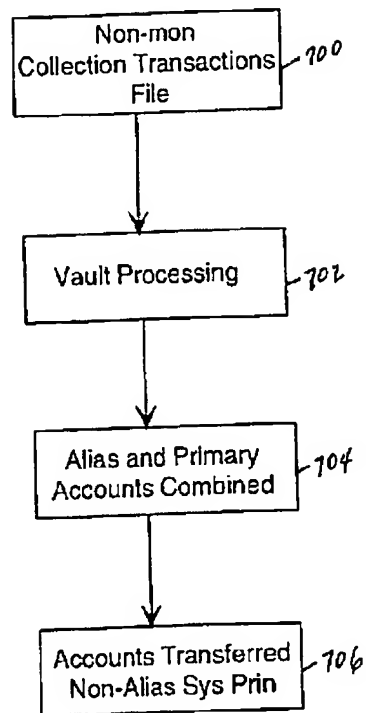 Non-mon
Collection Transactions
File
700
Vault Processing
702
Alias and Primary
Accounts Combined
704
Accounts Transferred
Non-Alias Sys Prin
706